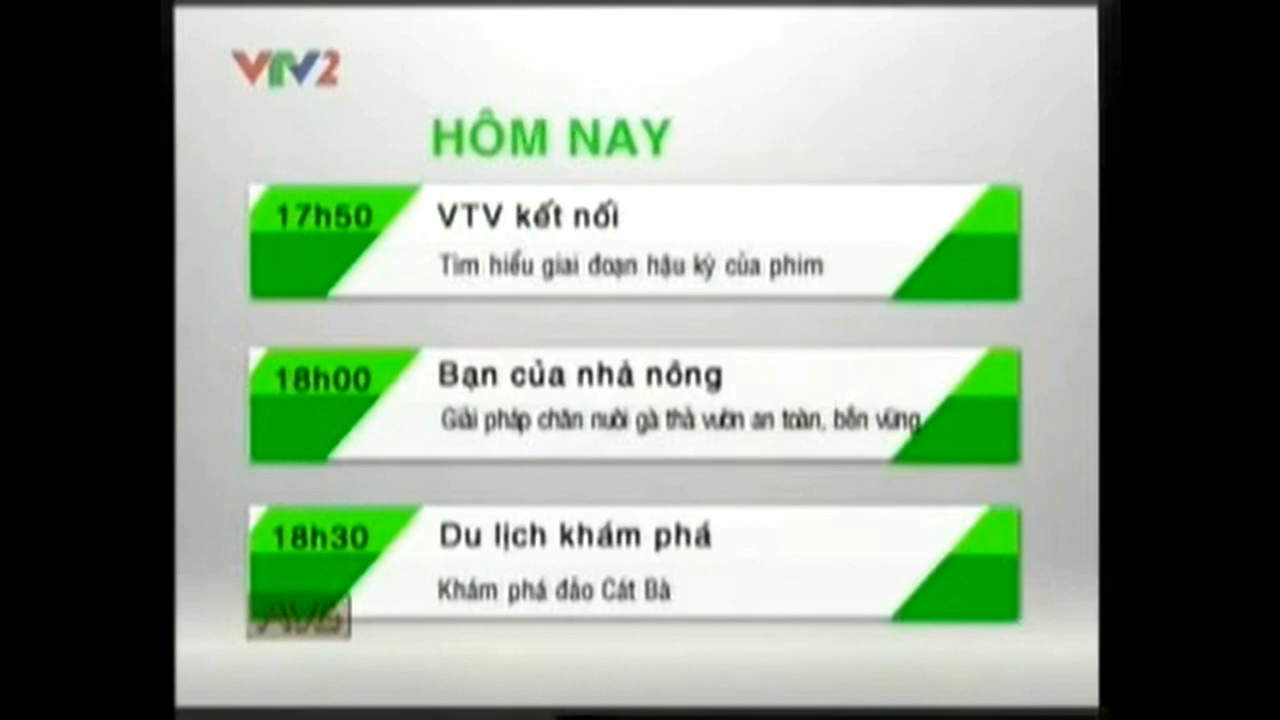 VTV2
HÔM NAY
17h50
VTV kết nối
Tìm hiểu giai đoạn hậu kỳ của phim
18h00
Bạn của nhà nông
Giải pháp chăn nuôi gà thả vườn an toàn, bền vững
18h30
Du lịch khám phá
Khám phá đảo Cát Bà
AVG